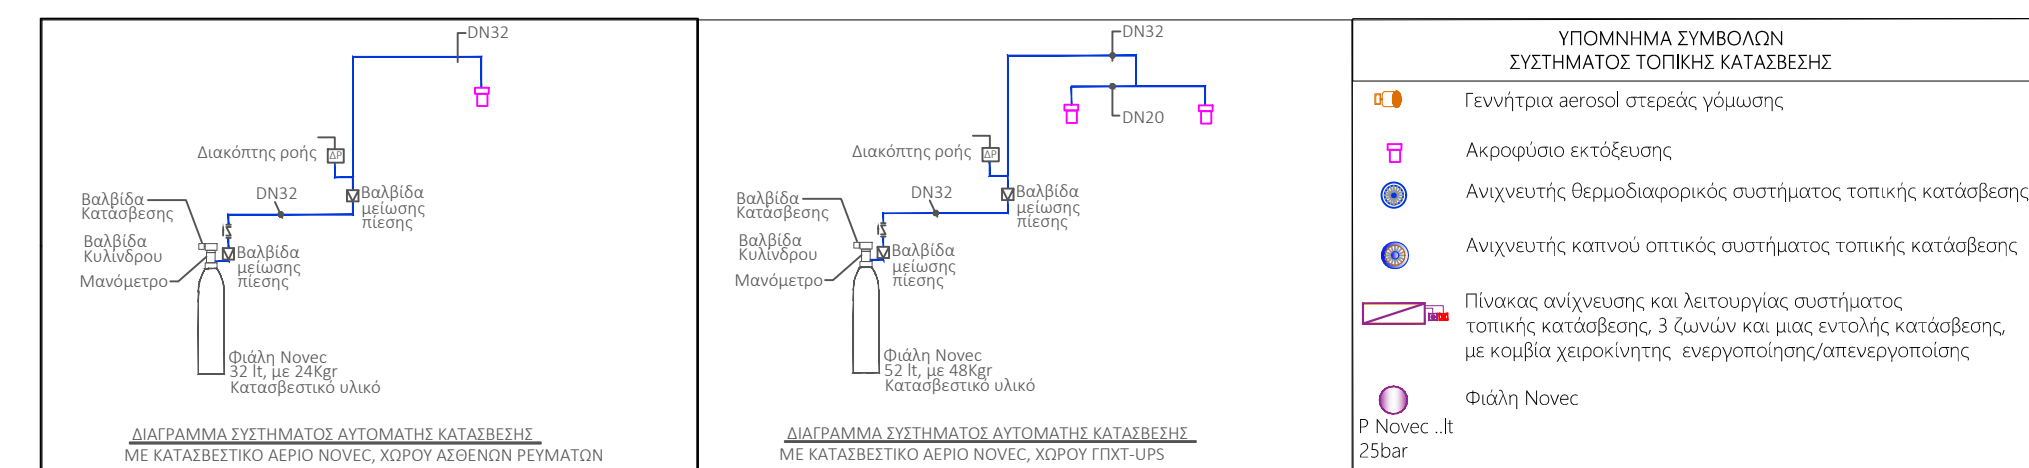 DN32
Διακόπτης ροής
ΔΡ
DN32
Βαλβίδα
μείωσης
πίεσης
Βαλβίδα
Κατάσβεσης
Βαλβίδα
Κυλίνδρου
Μανόμετρο
Βαλβίδα
μείωσης
πίεσης
Φιάλη Novec
32 lt, με 24Kgr
Κατασβεστικό υλικό
ΔΙΑΓΡΑΜΜΑ ΣΥΣΤΗΜΑΤΟΣ ΑΥΤΟΜΑΤΗΣ ΚΑΤΑΣΒΕΣΗΣ
ΜΕ ΚΑΤΑΣΒΕΣΤΙΚΟ ΑΕΡΙΟ NOVEC, ΧΩΡΟΥ ΑΣΘΕΝΩΝ ΡΕΥΜΑΤΩΝ
DN32
DN20
Διακόπτης ροής
ΔΡ
DN32
Βαλβίδα
μείωσης
πίεσης
Βαλβίδα
Κατάσβεσης
Βαλβίδα
Κυλίνδρου
Μανόμετρο
Βαλβίδα
μείωσης
πίεσης
Φιάλη Novec
52 lt, με 48Kgr
Κατασβεστικό υλικό
ΔΙΑΓΡΑΜΜΑ ΣΥΣΤΗΜΑΤΟΣ ΑΥΤΟΜΑΤΗΣ ΚΑΤΑΣΒΕΣΗΣ
ΜΕ ΚΑΤΑΣΒΕΣΤΙΚΟ ΑΕΡΙΟ NOVEC, ΧΩΡΟΥ ΓΠΧΤ-UPS
ΥΠΟΜΝΗΜΑ ΣΥΜΒΟΛΩΝ
ΣΥΣΤΗΜΑΤΟΣ ΤΟΠΙΚΗΣ ΚΑΤΑΣΒΕΣΗΣ
Γεννήτρια aerosol στερεάς γόμωσης
Ακροφύσιο εκτόξευσης
Ανιχνευτής θερμοδιαφορικός συστήματος τοπικής κατάσβεσης
Ανιχνευτής καπνού οπτικός συστήματος τοπικής κατάσβεσης
Πίνακας ανίχνευσης και λειτουργίας συστήματος
τοπικής κατάσβεσης, 3 ζωνών και μιας εντολής κατάσβεσης,
με κομβία χειροκίνητης ενεργοποίησης/απενεργοποίσης
Φιάλη Novec
P Novec ..lt
25bar